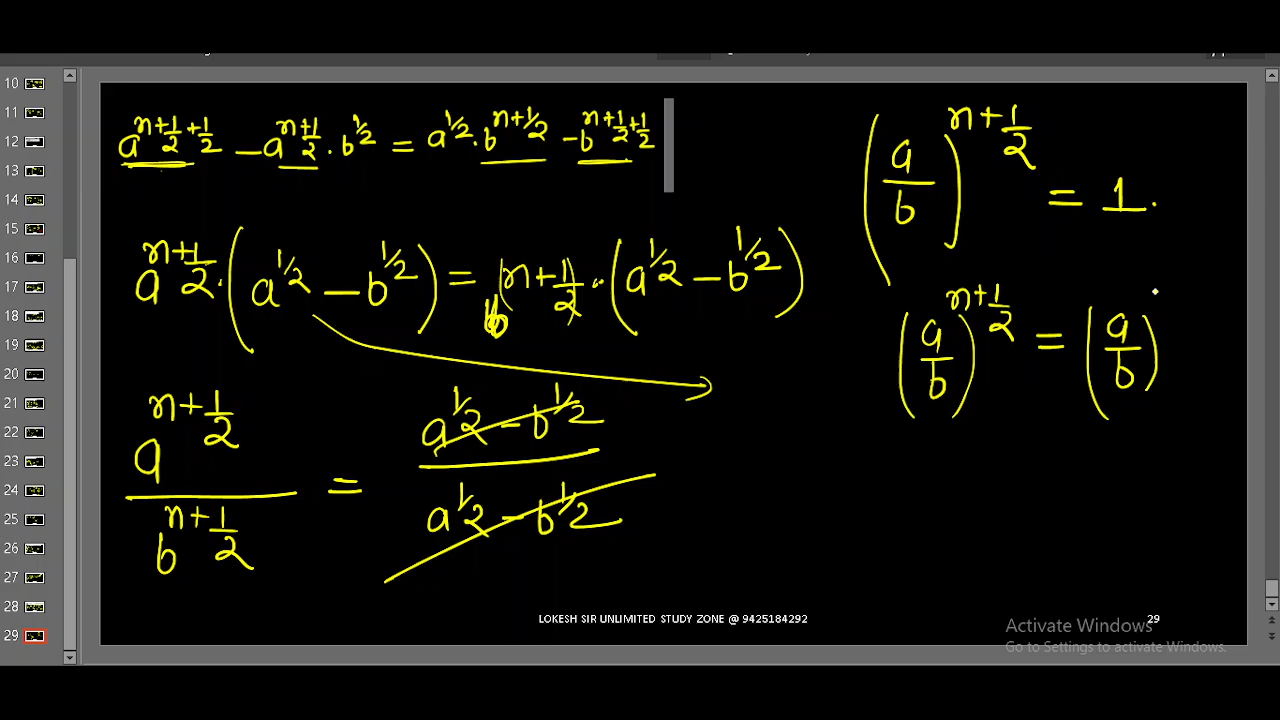 a^{n+1/2+1/2} - a^{n+1/2} · b^{1/2} = a^{1/2} · b^{n+1/2} - b^{n+1/2+1/2}
a^{n+1/2} · (a^{1/2} - b^{1/2}) = b^{n+1/2} · (a^{1/2} - b^{1/2})
a^{n+1/2} / b^{n+1/2} = (a^{1/2} - b^{1/2}) / (a^{1/2} - b^{1/2})
(a/b)^{n+1/2} = 1.
(a/b)^{n+1/2} = (a/b)
10
11
12
13
14
15
16
17
18
19
20
21
22
23
24
25
26
27
28
29
LOKESH SIR UNLIMITED STUDY ZONE @ 9425184292
29
Activate Windows
Go to Settings to activate Windows.